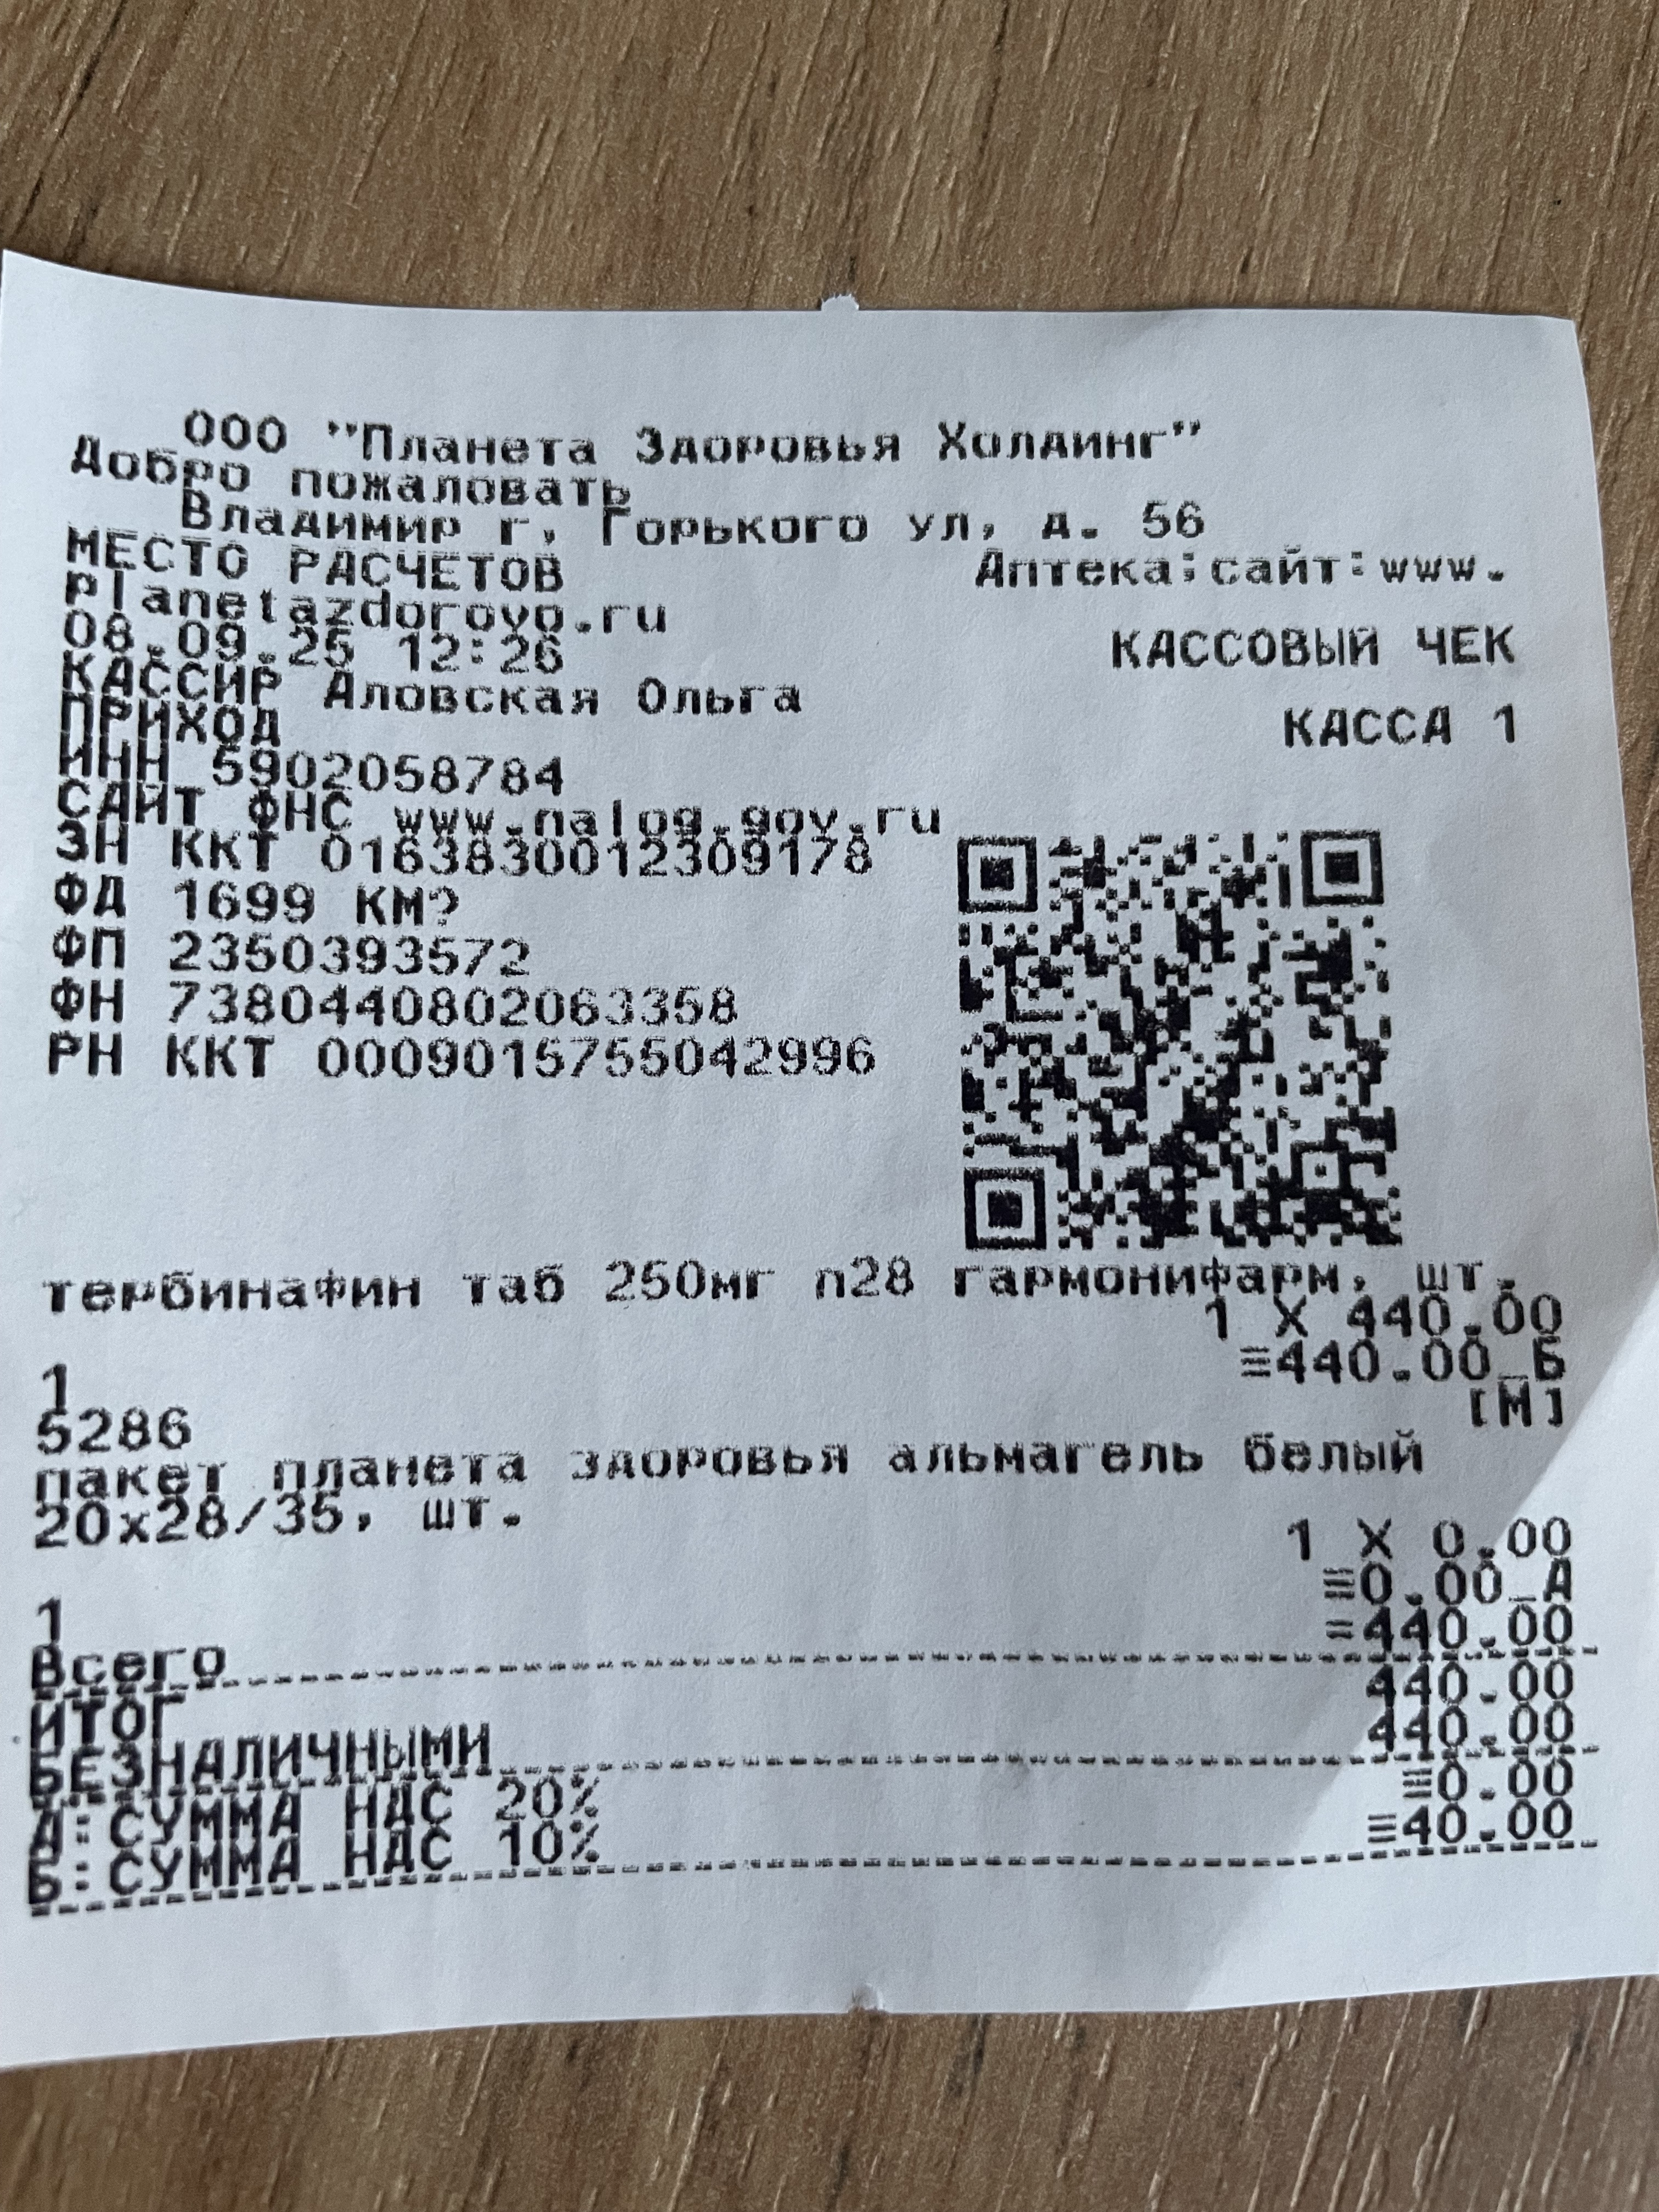 ООО "Планета Здоровья Холдинг"
Добро пожаловать
Владимир г, Горького ул, д. 56
МЕСТО РАСЧЕТОВ Аптека;сайт:www.
planetazdorovo.ru
08.09.25 12:26 КАССОВЫЙ ЧЕК
КАССИР Аловская Ольга
ПРИХОД КАССА 1
ИНН 5902058784
САЙТ ФНС www.nalog.gov.ru
ЗН ККТ 0163830012309178
ФД 1699 КМ?
ФП 2350393572
ФН 7380440802063358
РН ККТ 0009015755042996
тербинафин таб 250мг n28 гармонифарм, шт.
1 X 440.00
1 ≡440.00_Б
5286 [М]
пакет планета здоровья альмагель белый
20x28/35, шт.
1 X 0.00
1 ≡0.00_А
Всего =440.00
ИТОГ 440.00
БЕЗНАЛИЧНЫМИ 440.00
А:СУММА НДС 20% ≡0.00
Б:СУММА НДС 10% ≡40.00